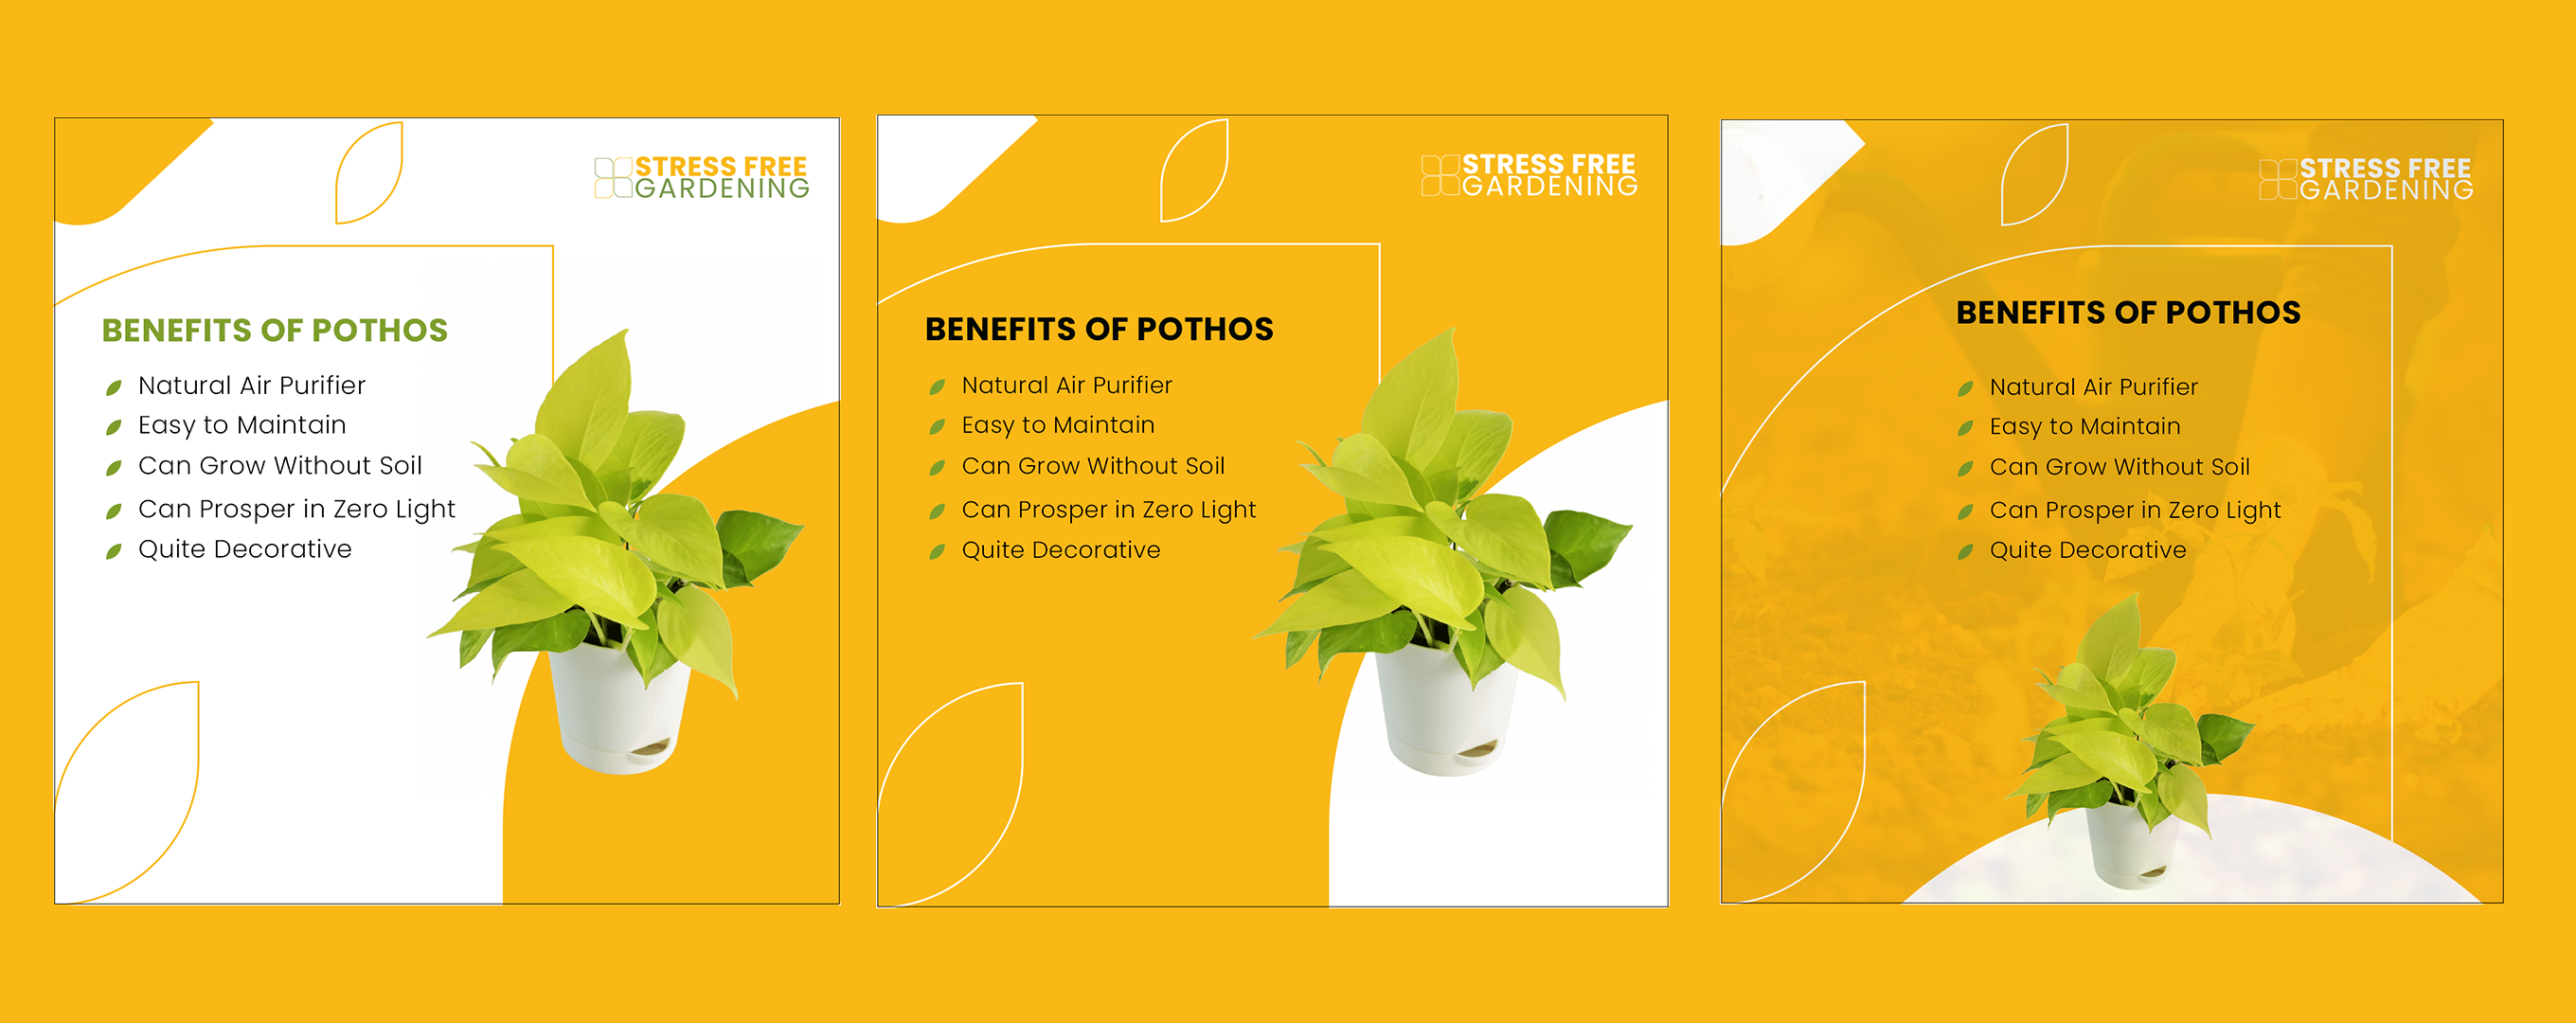 STRESS FREE
GARDENING
BENEFITS OF POTHOS
Natural Air Purifier
Easy to Maintain
Can Grow Without Soil
Can Prosper in Zero Light
Quite Decorative
STRESS FREE
GARDENING
BENEFITS OF POTHOS
Natural Air Purifier
Easy to Maintain
Can Grow Without Soil
Can Prosper in Zero Light
Quite Decorative
STRESS FREE
GARDENING
BENEFITS OF POTHOS
Natural Air Purifier
Easy to Maintain
Can Grow Without Soil
Can Prosper in Zero Light
Quite Decorative